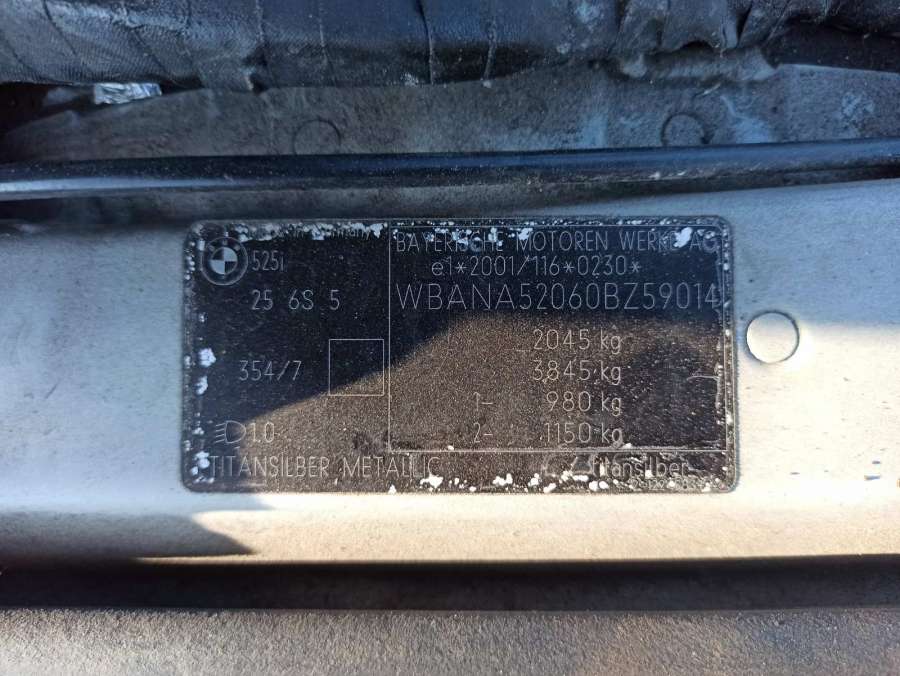 BAYERISCHE MOTOREN WERKE AG
525i
e1*2001/116*0230*
25 6S 5
WBANA52060BZ59014
2045 kg
354/7
3845 kg
1- 980 kg
1.0
2- 1150 kg
TITANSILBER METALLIC
Titansilber